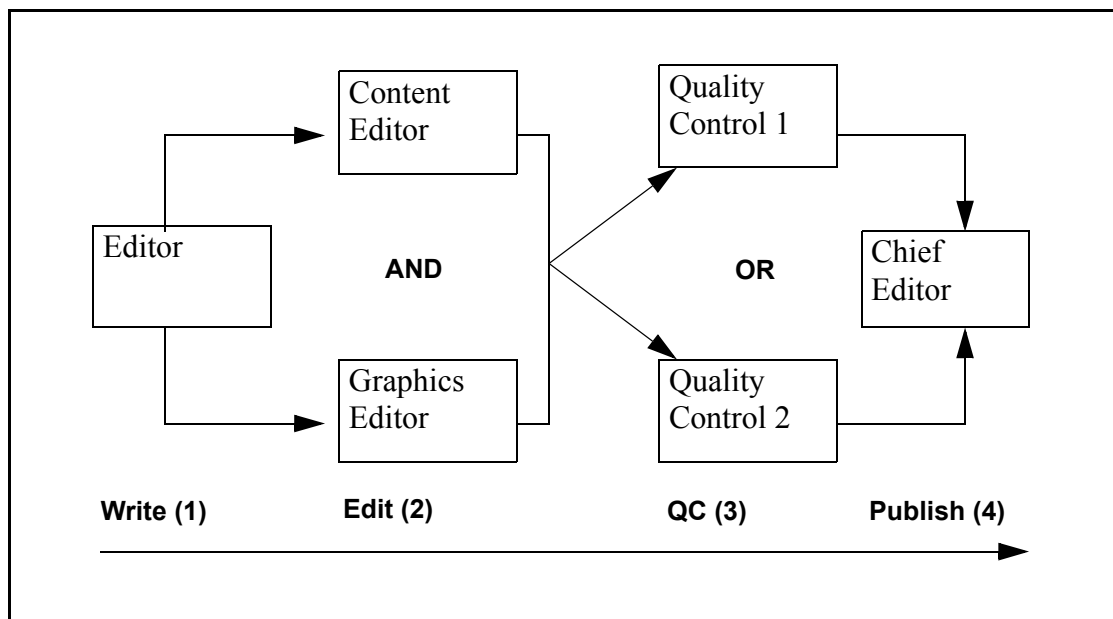 Content
Editor
Quality
Control 1
Editor
AND
OR
Chief
Editor
Graphics
Editor
Quality
Control 2
Write (1)
Edit (2)
QC (3)
Publish (4)